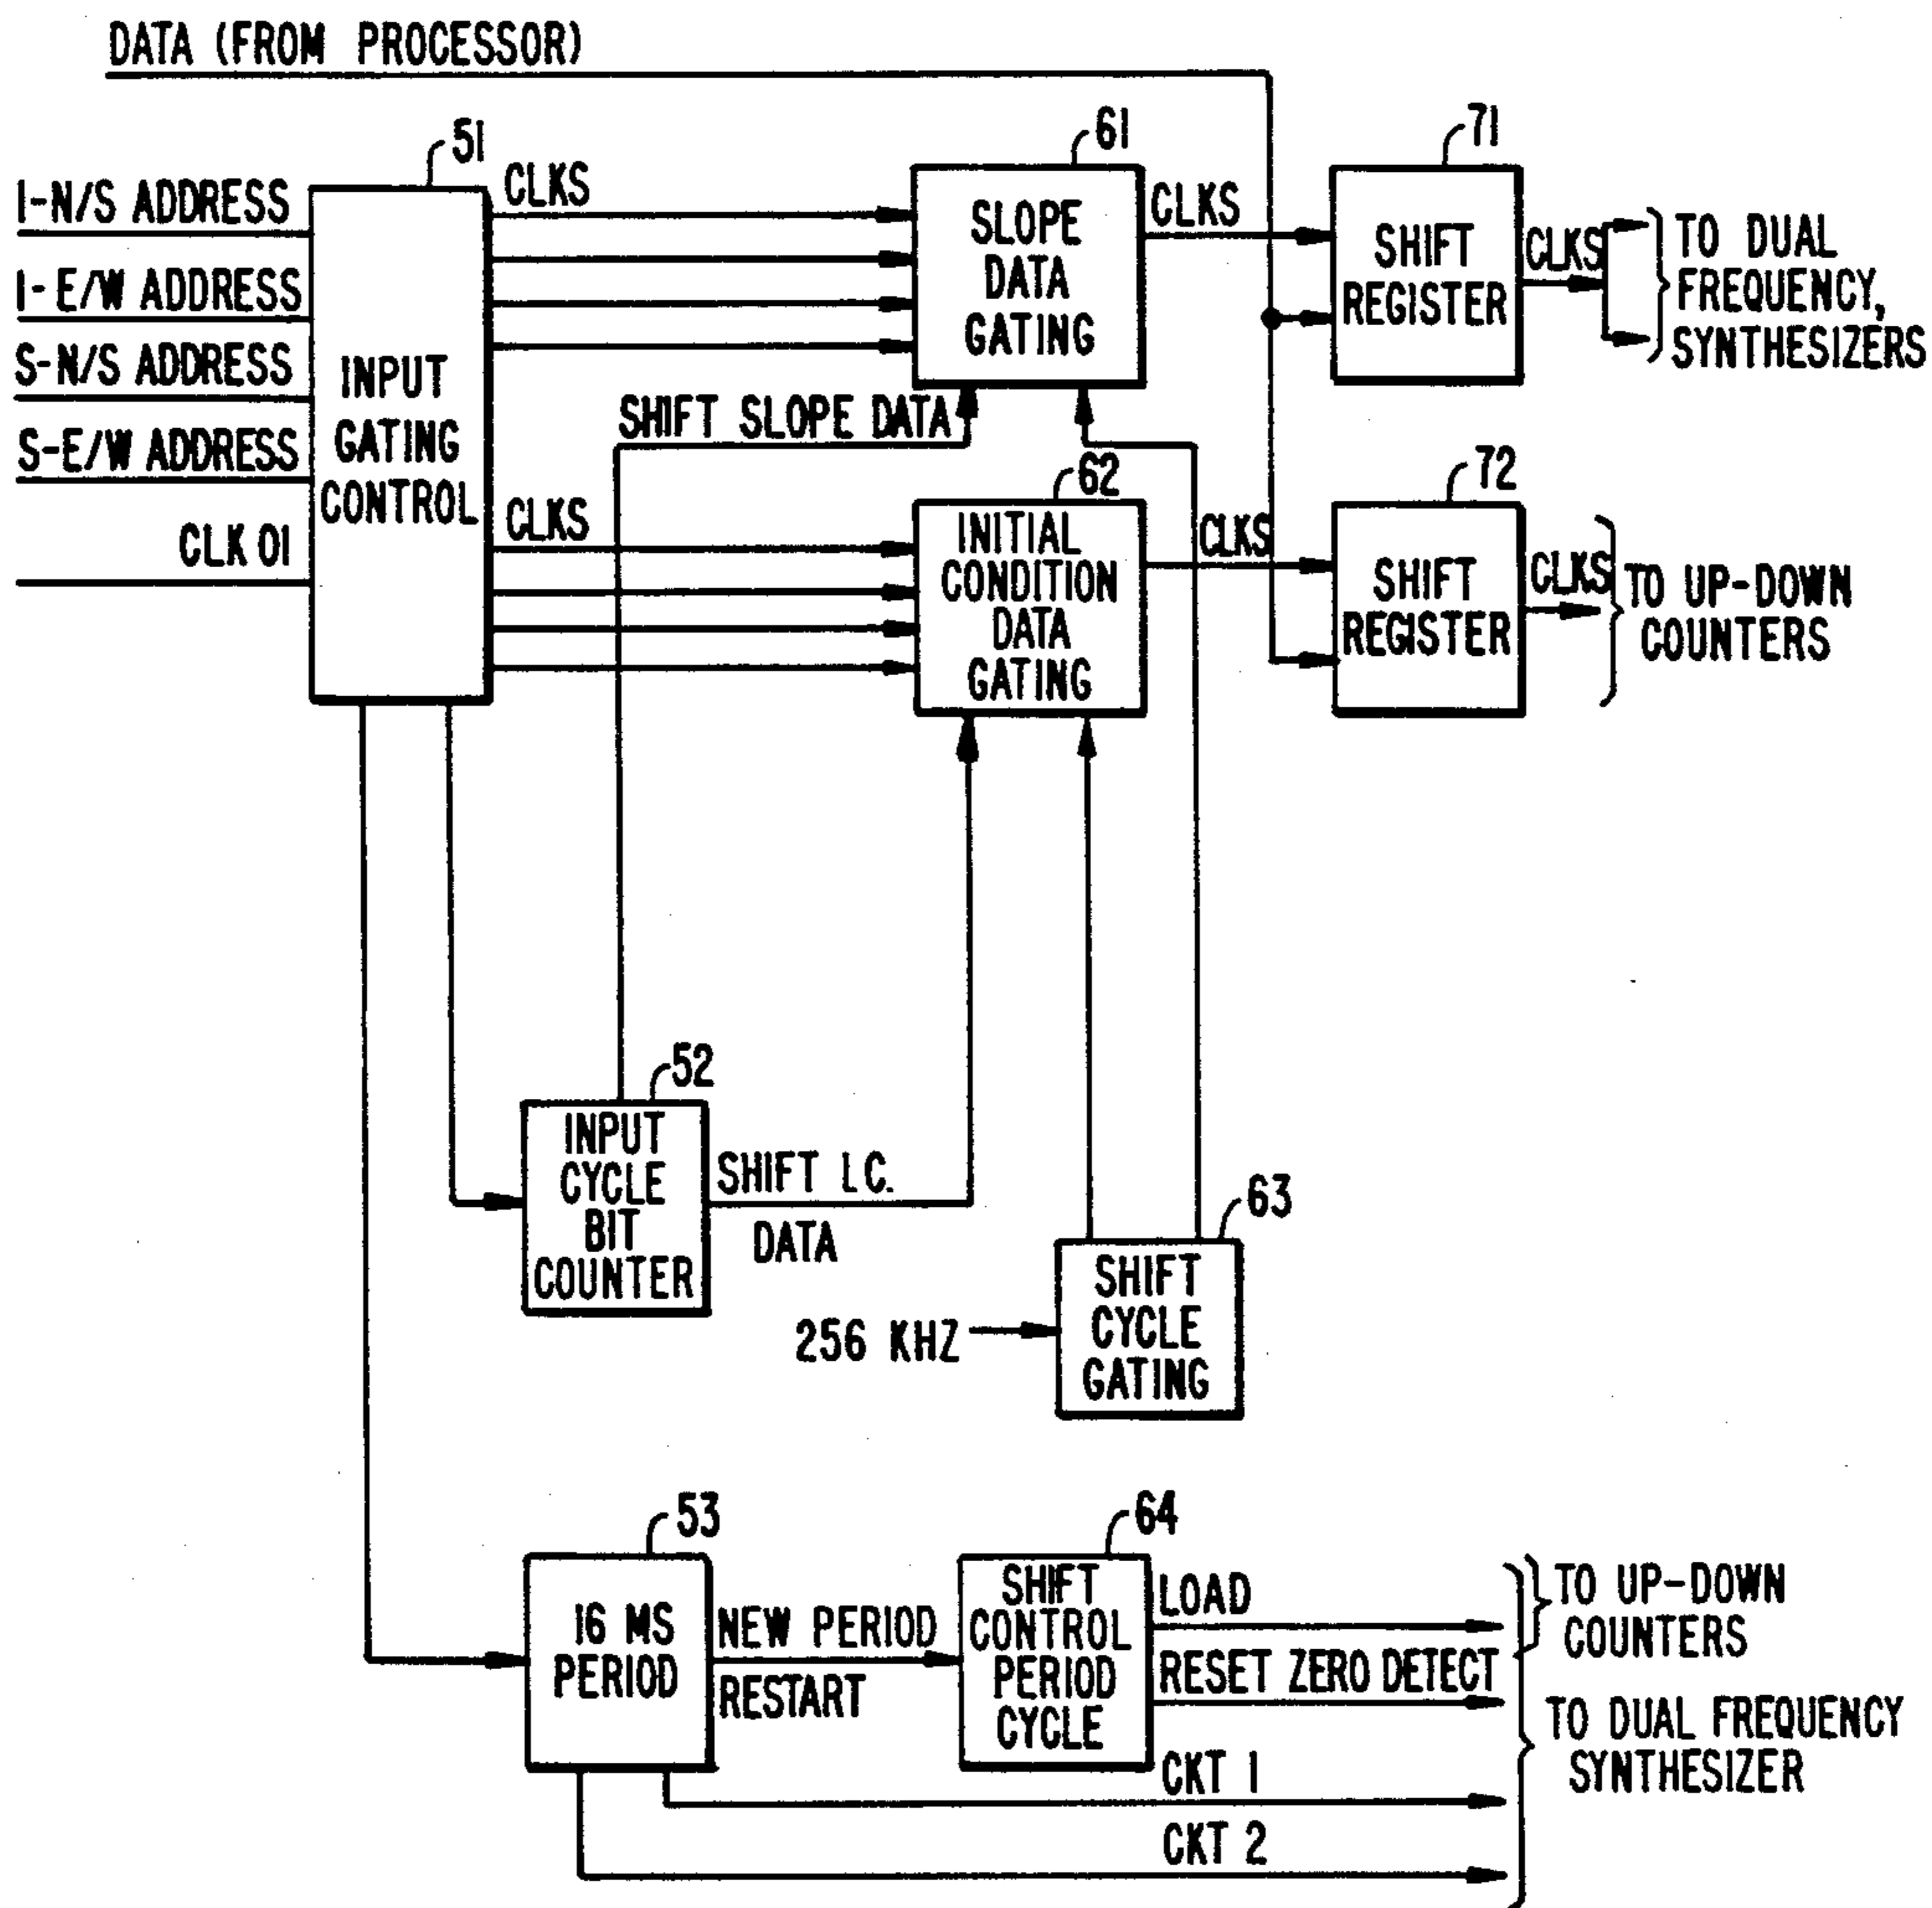 DATA (FROM PROCESSOR)
51
61
71
I-N/S ADDRESS
I-E/W ADDRESS
S-N/S ADDRESS
S-E/W ADDRESS
CLK 01
INPUT
GATING
CONTROL
CLKS
SLOPE
DATA
GATING
CLKS
SHIFT
REGISTER
CLKS
TO DUAL
FREQUENCY,
SYNTHESIZERS
SHIFT SLOPE DATA
62
72
CLKS
INITIAL
CONDITION
DATA
GATING
CLKS
SHIFT
REGISTER
CLKS
TO UP-DOWN
COUNTERS
52
INPUT
CYCLE
BIT
COUNTER
SHIFT I.C.
DATA
63
256 KHZ
SHIFT
CYCLE
GATING
53
16 MS
PERIOD
NEW PERIOD
RESTART
64
SHIFT
CONTROL
PERIOD
CYCLE
LOAD
RESET ZERO DETECT
CKT 1
CKT 2
TO UP-DOWN
COUNTERS
TO DUAL FREQUENCY
SYNTHESIZER